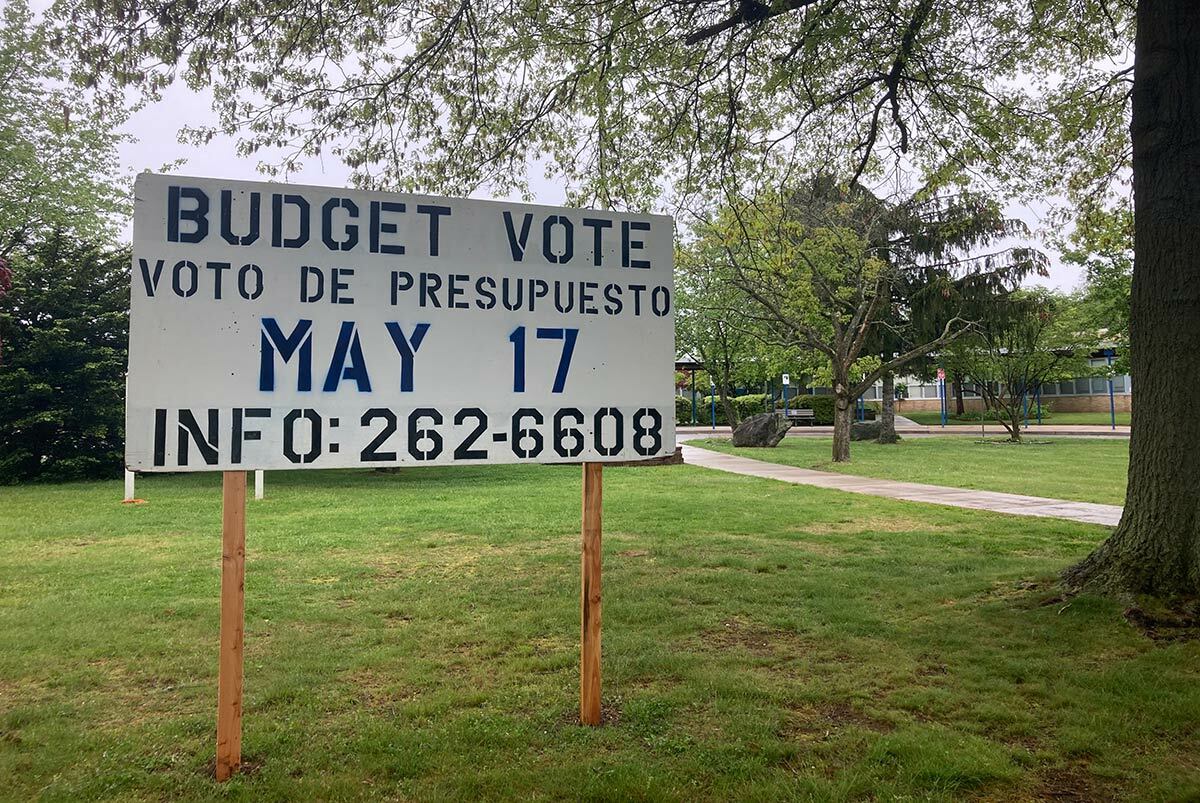 BUDGET VOTE
VOTO DE PRESUPUESTO
MAY 17
INFO: 262-6608